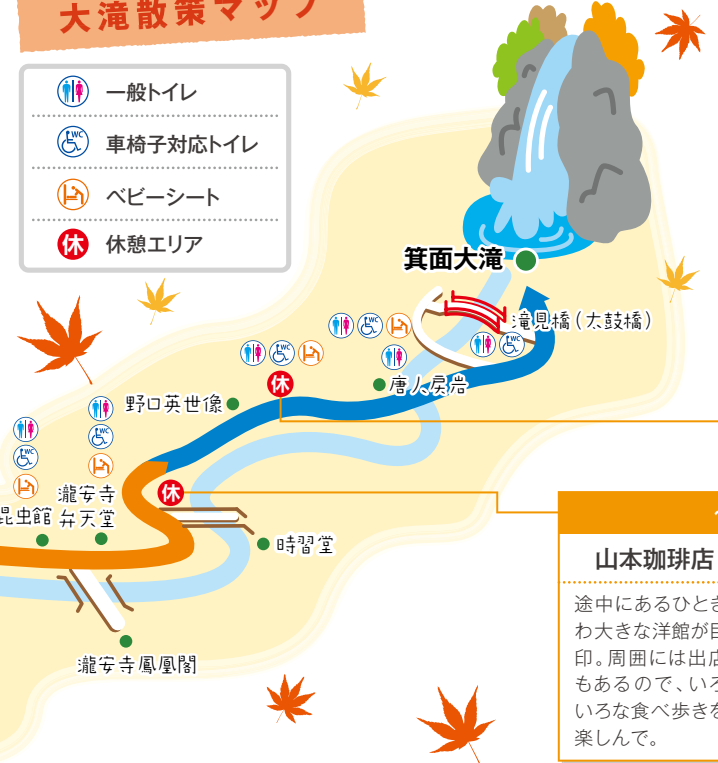 大滝散策マップ
一般トイレ
車椅子対応トイレ
ベビーシート
休 休憩エリア
箕面大滝
滝見橋(太鼓橋)
唐人戻岩
休
野口英世像
瀧安寺
弁天堂
昆虫館
休
時習堂
瀧安寺鳳凰閣
山本珈琲店
途中にあるひとき
わ大きな洋館が目
印。周囲には出店
もあるので、いろ
いろな食べ歩きを
楽しんで。